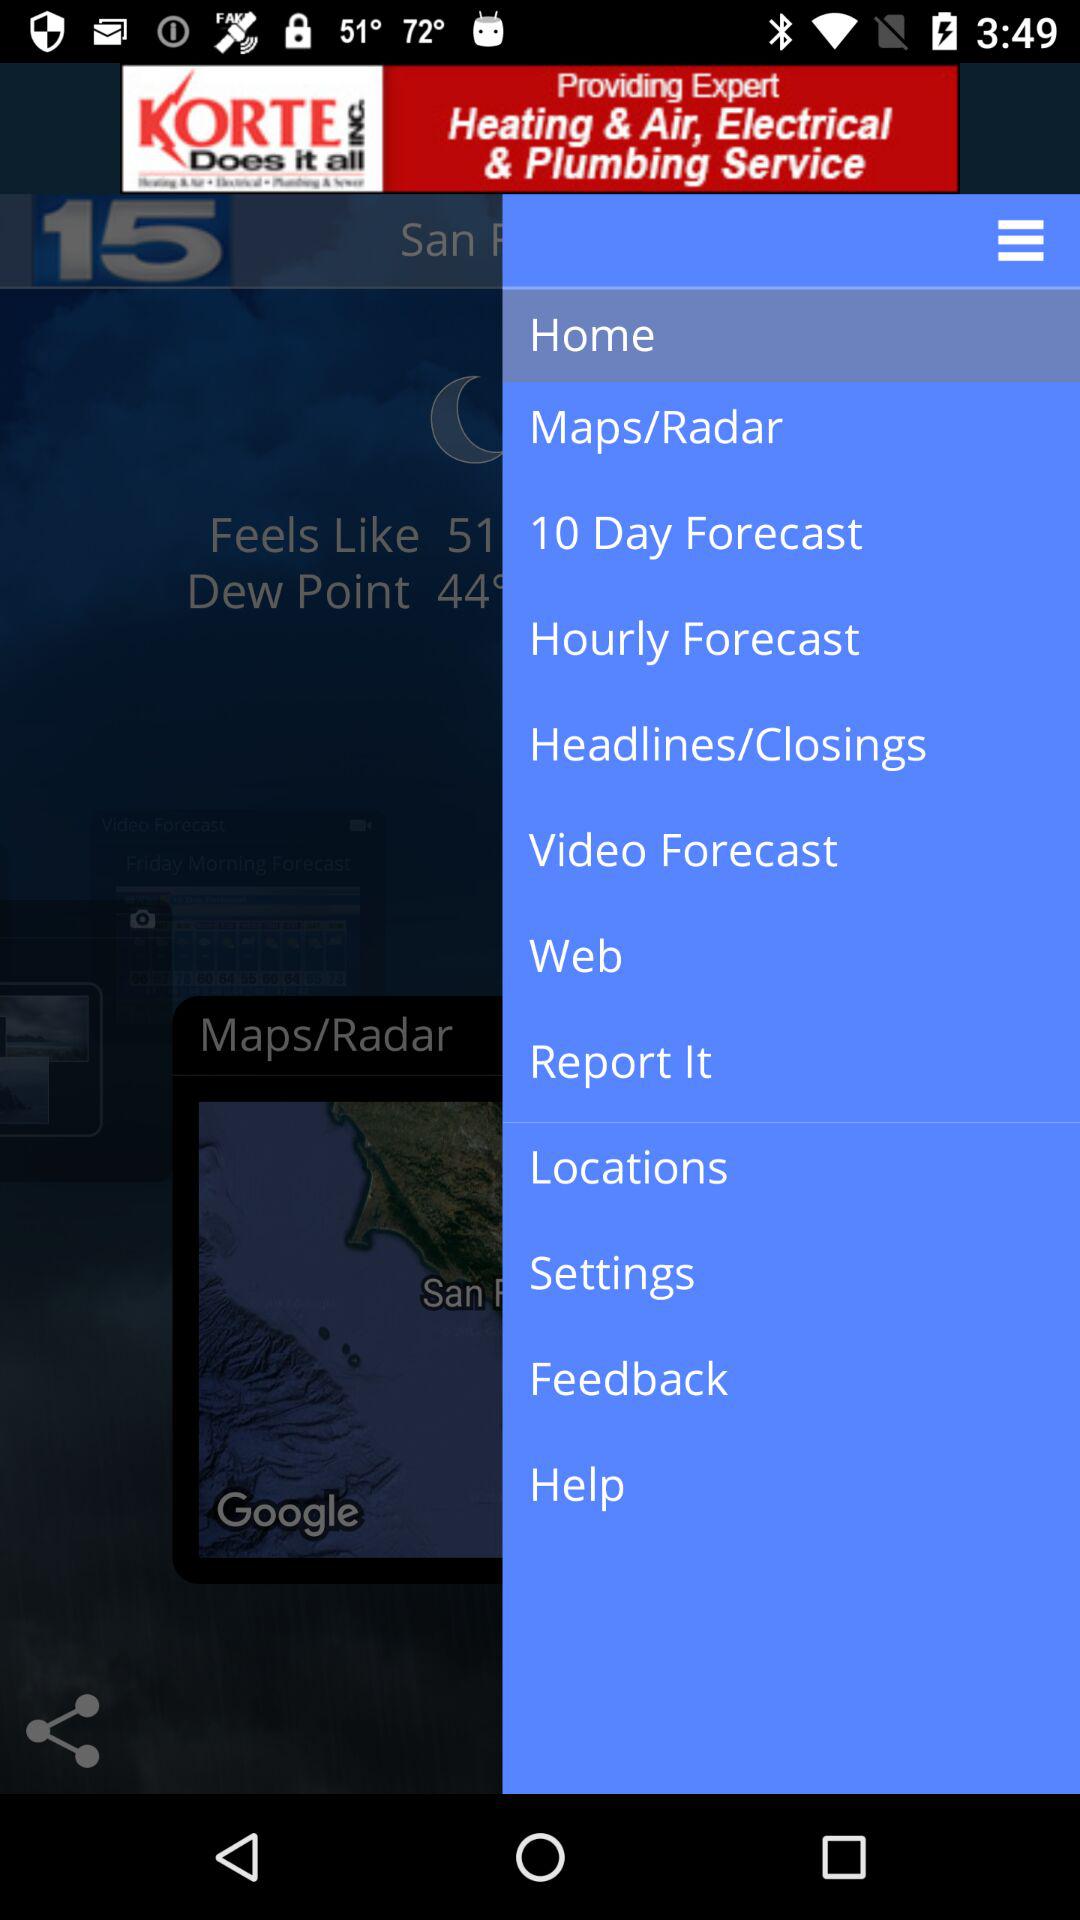 FAKE
51° 72°
3:49
KORTE INC.
Does it all
Heating & Air • Electrical • Plumbing & Sewer
Providing Expert
Heating & Air, Electrical
& Plumbing Service
15
San F
Home
Maps/Radar
Feels Like 51
10 Day Forecast
Dew Point 44°
Hourly Forecast
Headlines/Closings
Video Forecast
Friday Morning Forecast
Video Forecast
Web
Maps/Radar
Report It
Locations
San F
Settings
Feedback
Help
Google